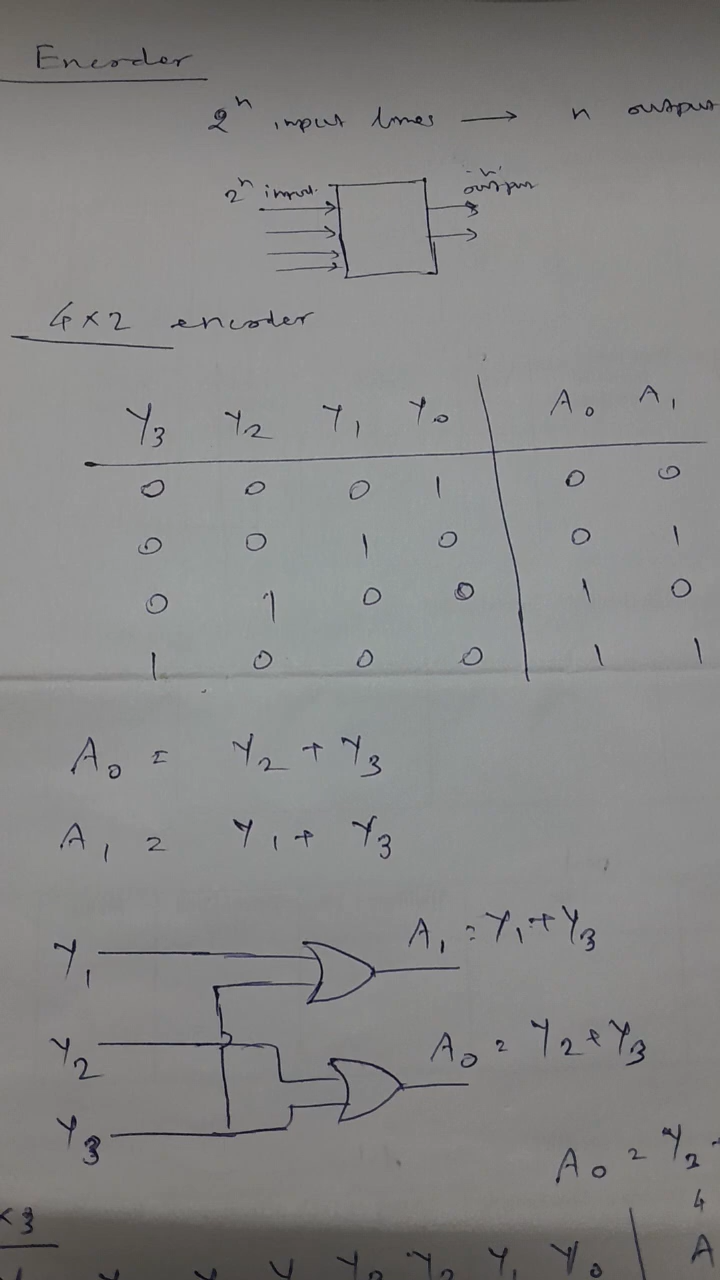 Encoder
2^n input lines → n output
2^n input
'n' output
4×2 encoder
Y3 Y2 Y1 Y0 A0 A1
0 0 0 1 0 0
0 0 1 0 0 1
0 1 0 0 1 0
1 0 0 0 1 1
A0 = Y2 + Y3
A1 = Y1 + Y3
Y1
A1 = Y1 + Y3
Y2
A0 = Y2 + Y3
Y3
A0 = Y2
×3
Y2 Y1 Y0 A